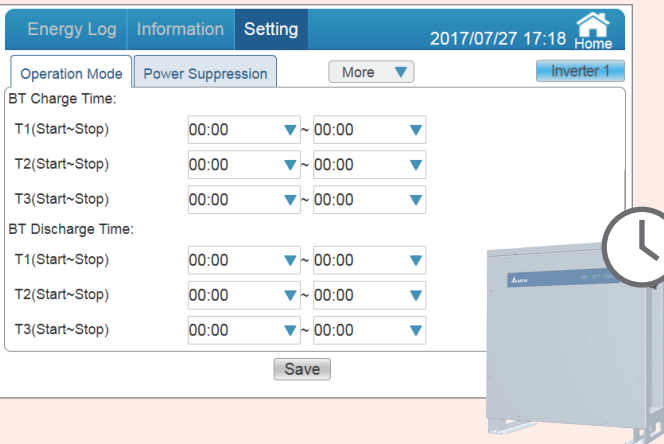 Energy Log Information Setting 2017/07/27 17:18 Home
Operation Mode Power Suppression More Inverter 1
BT Charge Time:
T1(Start~Stop) 00:00 ~ 00:00
T2(Start~Stop) 00:00 ~ 00:00
T3(Start~Stop) 00:00 ~ 00:00
BT Discharge Time:
T1(Start~Stop) 00:00 ~ 00:00
T2(Start~Stop) 00:00 ~ 00:00
T3(Start~Stop) 00:00 ~ 00:00
Save